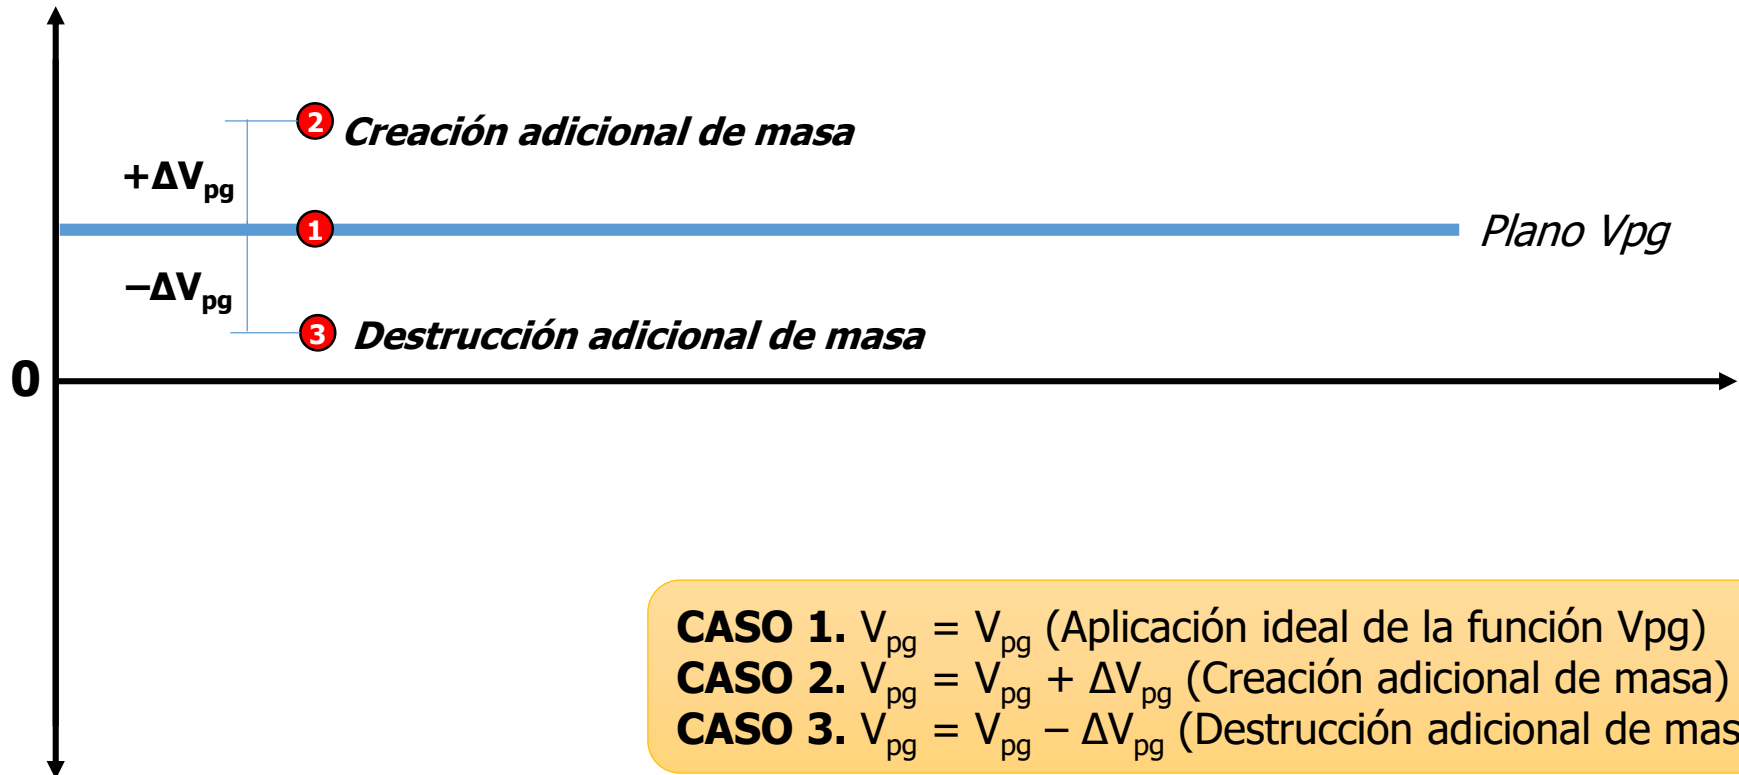 2 Creación adicional de masa
+ΔVpg
1
Plano Vpg
−ΔVpg
3 Destrucción adicional de masa
0
CASO 1. Vpg = Vpg (Aplicación ideal de la función Vpg)
CASO 2. Vpg = Vpg + ΔVpg (Creación adicional de masa)
CASO 3. Vpg = Vpg − ΔVpg (Destrucción adicional de mas